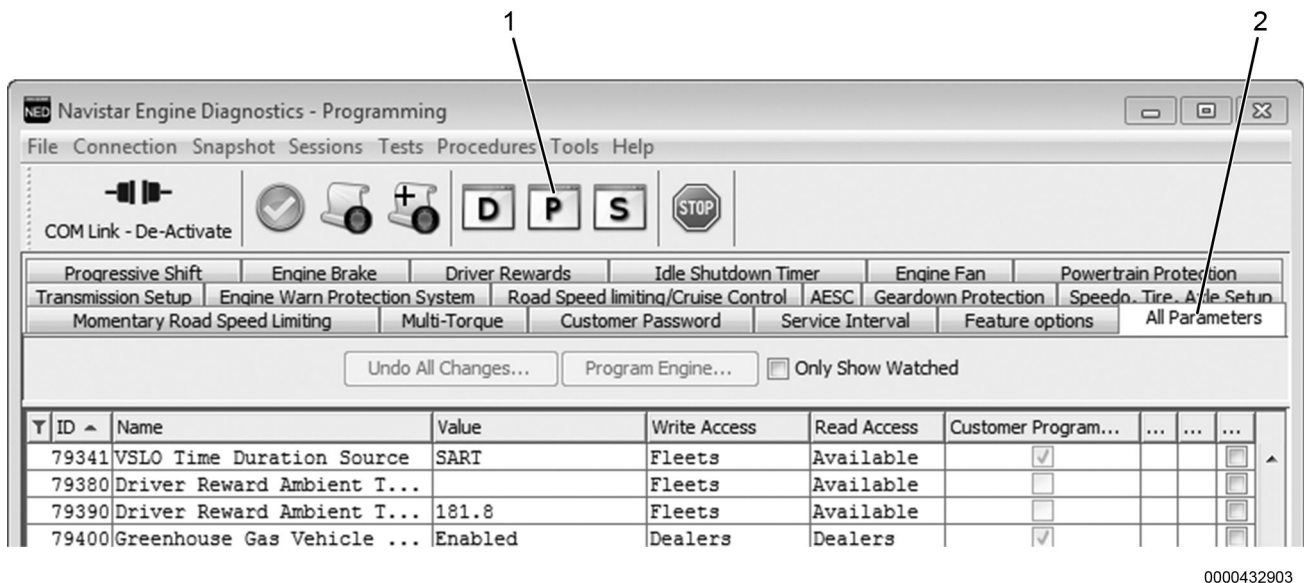 1 2
NED Navistar Engine Diagnostics - Programming
File Connection Snapshot Sessions Tests Procedures Tools Help
D P S STOP
COM Link - De-Activate
Progressive Shift Engine Brake Driver Rewards Idle Shutdown Timer Engine Fan Powertrain Protection
Transmission Setup Engine Warn Protection System Road Speed limiting/Cruise Control AESC Geardown Protection Speedo, Tire, Axle Setup
Momentary Road Speed Limiting Multi-Torque Customer Password Service Interval Feature options All Parameters
Undo All Changes... Program Engine... Only Show Watched
ID Name Value Write Access Read Access Customer Program... ... ... ...
79341 VSLO Time Duration Source SART Fleets Available
79380 Driver Reward Ambient T... Fleets Available
79390 Driver Reward Ambient T... 181.8 Fleets Available
79400 Greenhouse Gas Vehicle ... Enabled Dealers Dealers
0000432903